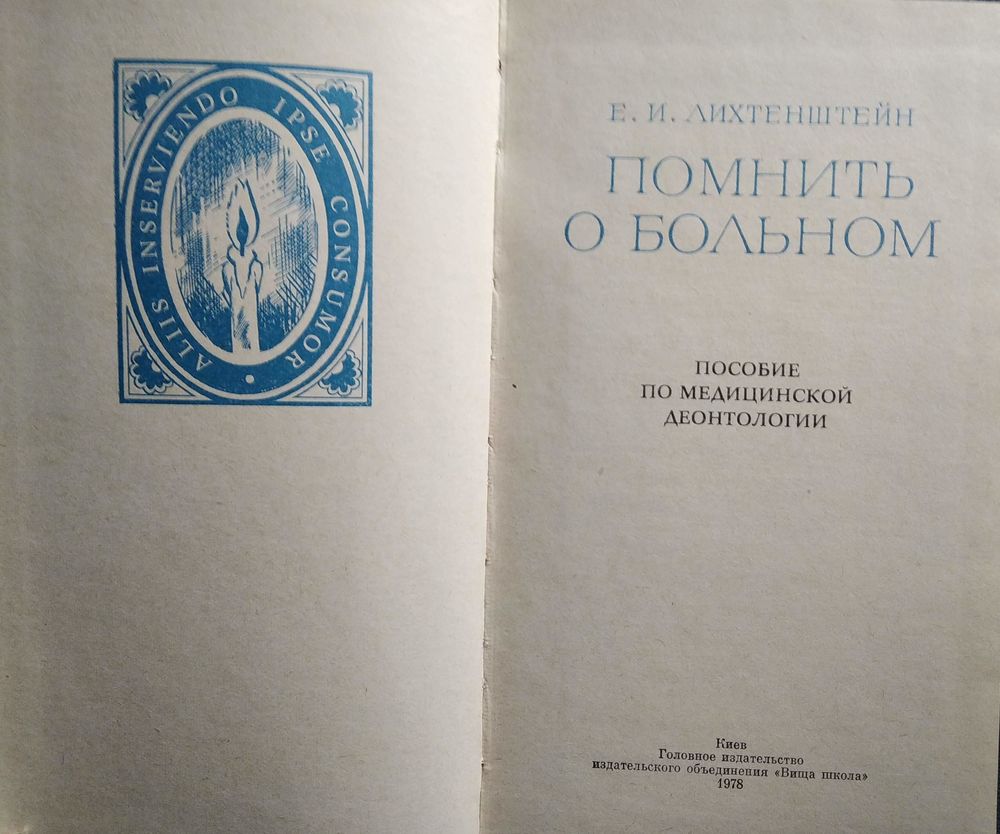 ALIIS INSERVIENDO IPSE CONSUMOR
Е. И. ЛИХТЕНШТЕЙН
ПОМНИТЬ
О БОЛЬНОМ
ПОСОБИЕ
ПО МЕДИЦИНСКОЙ
ДЕОНТОЛОГИИ
Киев
Головное издательство
издательского объединения «Вища школа»
1978